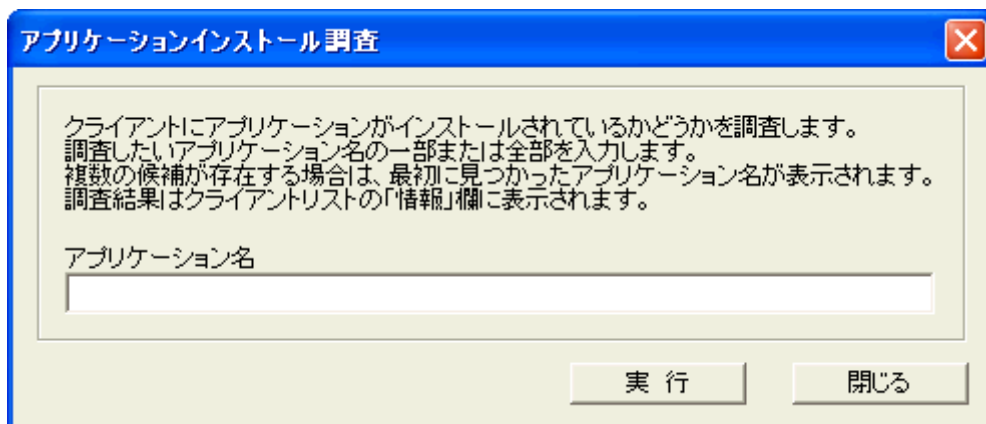 アプリケーションインストール調査
クライアントにアプリケーションがインストールされているかどうかを調査します。
調査したいアプリケーション名の一部または全部を入力します。
複数の候補が存在する場合は、最初に見つかったアプリケーション名が表示されます。
調査結果はクライアントリストの「情報」欄に表示されます。
アプリケーション名
実 行 閉じる